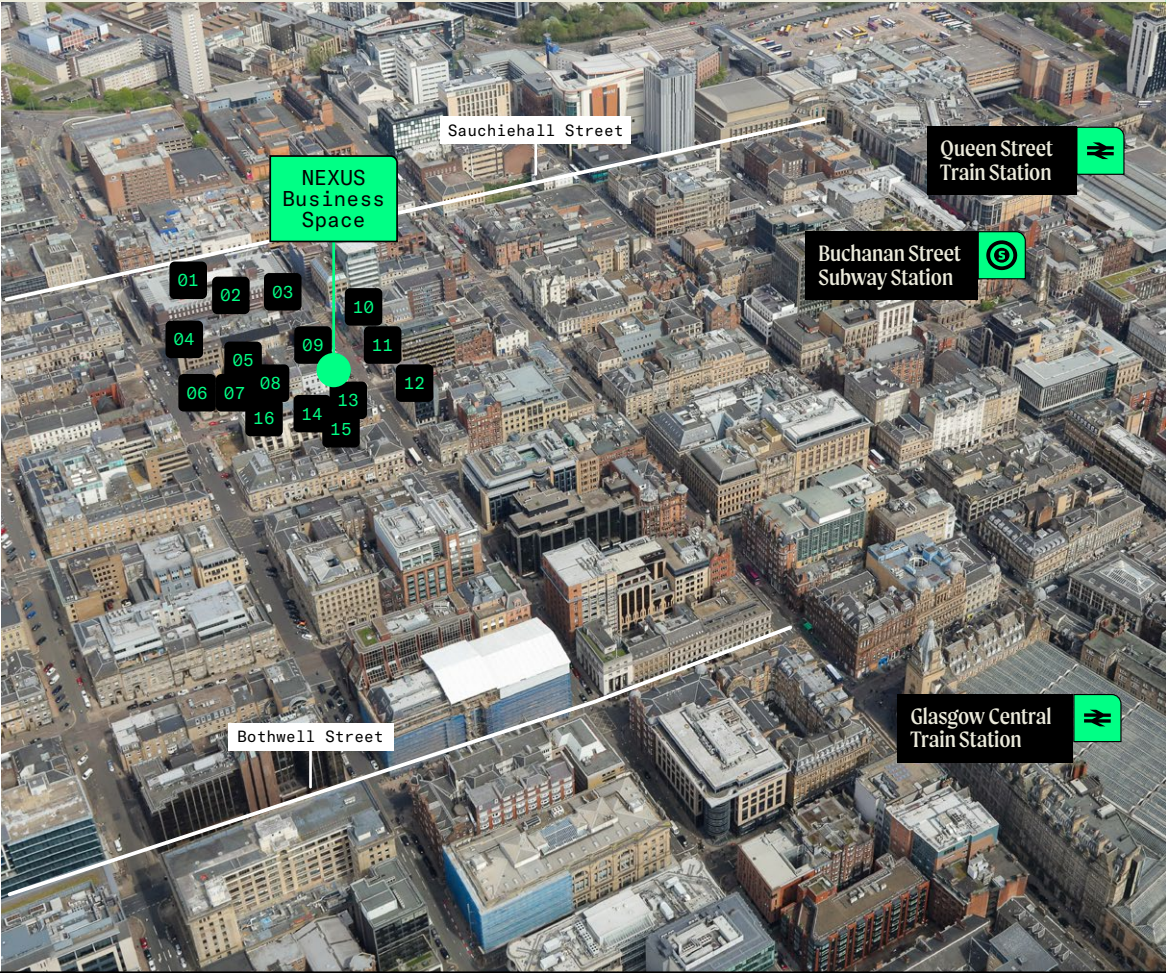 Sauchiehall Street
Queen Street
Train Station
NEXUS
Business
Space
Buchanan Street
Subway Station
S
01
02
03
10
04
09
11
05
06
07
08
12
13
14
16
15
Glasgow Central
Train Station
Bothwell Street